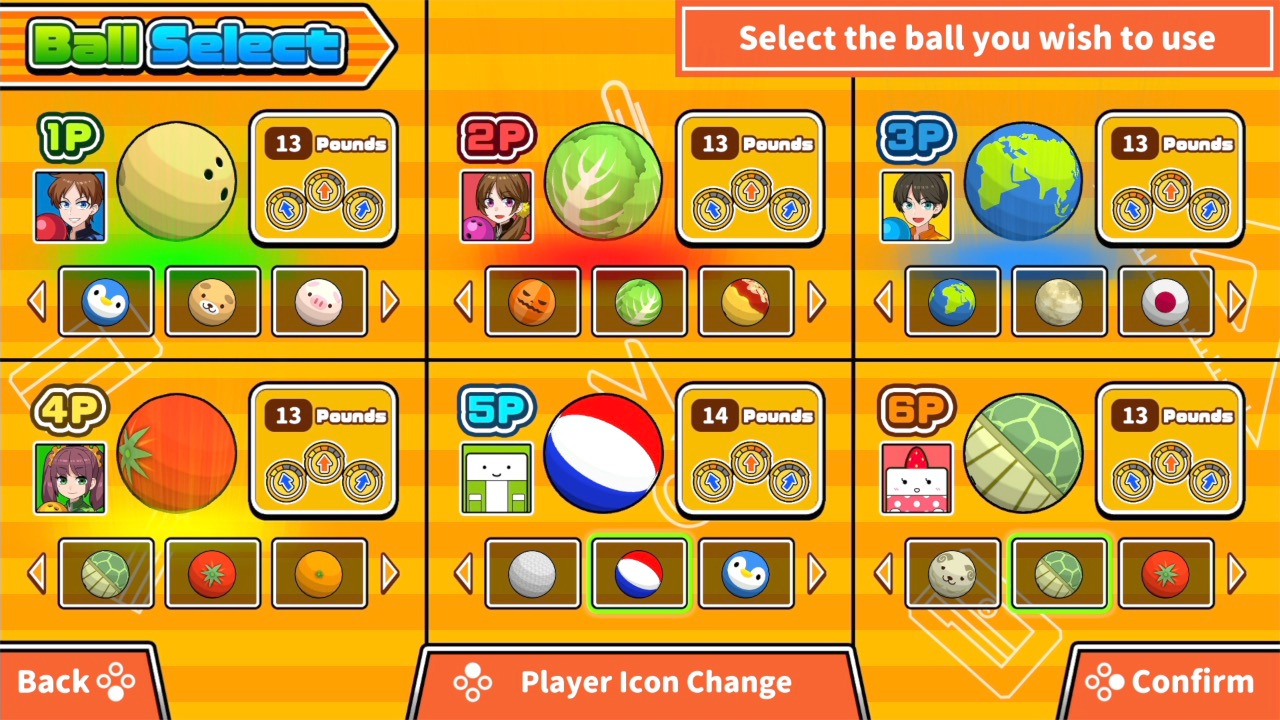 Ball Select
Select the ball you wish to use
1P
13 Pounds
2P
13 Pounds
3P
13 Pounds
4P
13 Pounds
5P
14 Pounds
6P
13 Pounds
Back
Player Icon Change
Confirm